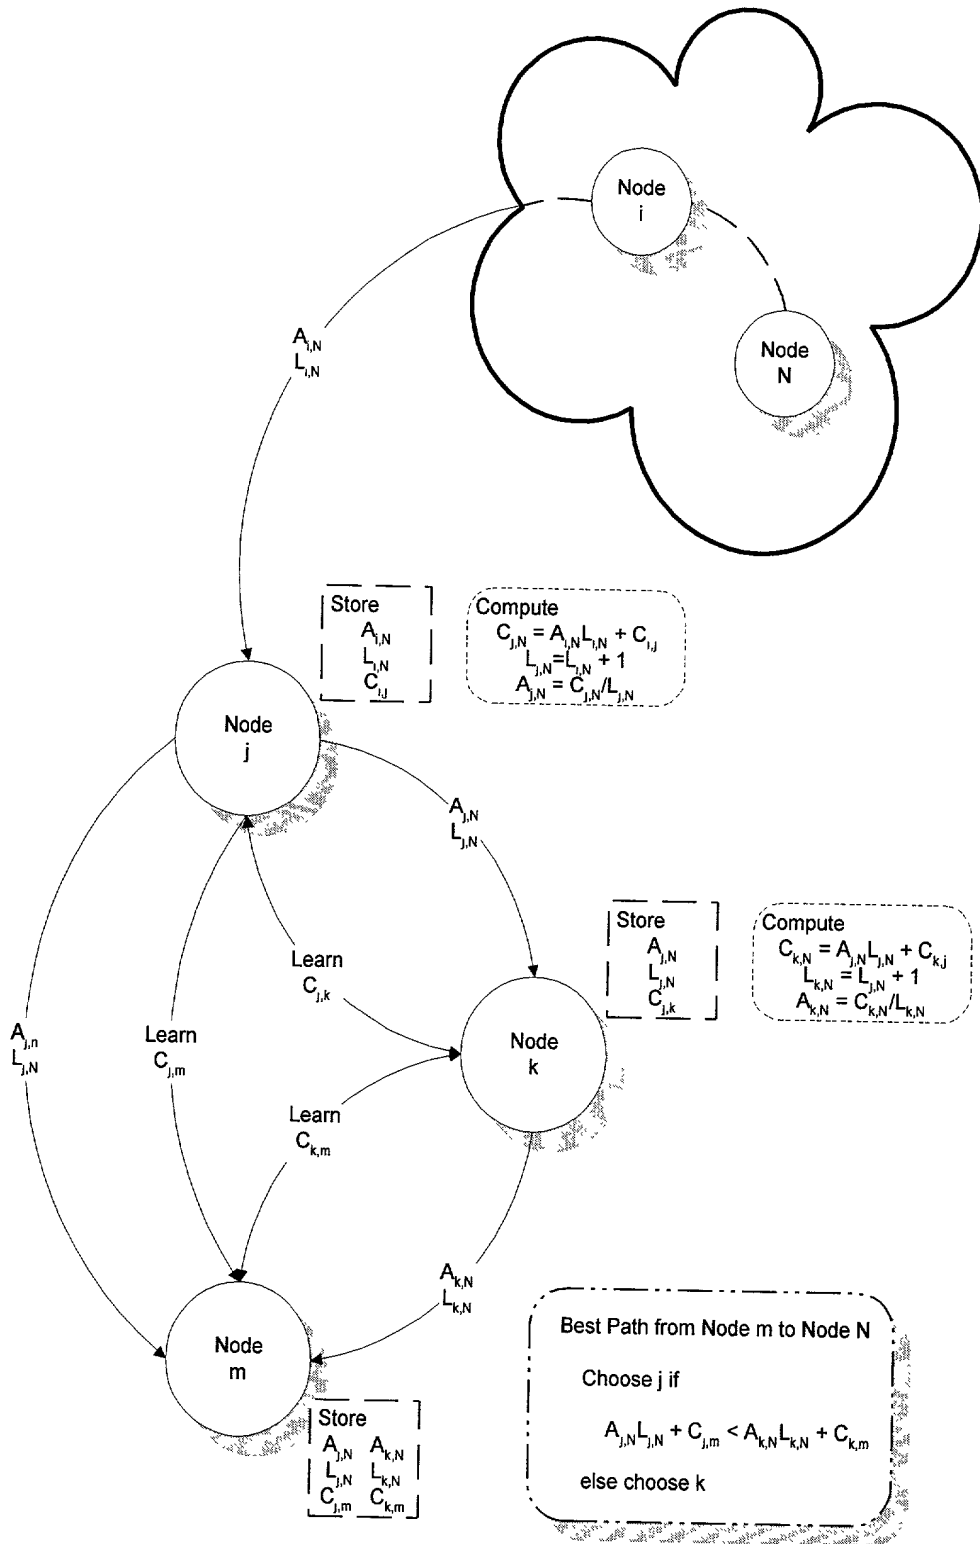 Node
i
Node
N
A_{i,N}
L_{i,N}
Store
A_{i,N}
L_{i,N}
C_{i,j}
Compute
C_{j,N} = A_{i,N}L_{i,N} + C_{i,j}
L_{j,N}=L_{i,N} + 1
A_{j,N} = C_{j,N}/L_{j,N}
Node
j
A_{j,N}
L_{j,N}
Store
A_{j,N}
L_{j,N}
C_{j,k}
Compute
C_{k,N} = A_{j,N}L_{j,N} + C_{k,j}
L_{k,N} = L_{j,N} + 1
A_{k,N} = C_{k,N}/L_{k,N}
Learn
C_{j,k}
A_{j,n}
L_{j,N}
Learn
C_{j,m}
Node
k
Learn
C_{k,m}
A_{k,N}
L_{k,N}
Node
m
Store
A_{j,N} A_{k,N}
L_{j,N} L_{k,N}
C_{j,m} C_{k,m}
Best Path from Node m to Node N
Choose j if
A_{j,N}L_{j,N} + C_{j,m} < A_{k,N}L_{k,N} + C_{k,m}
else choose k